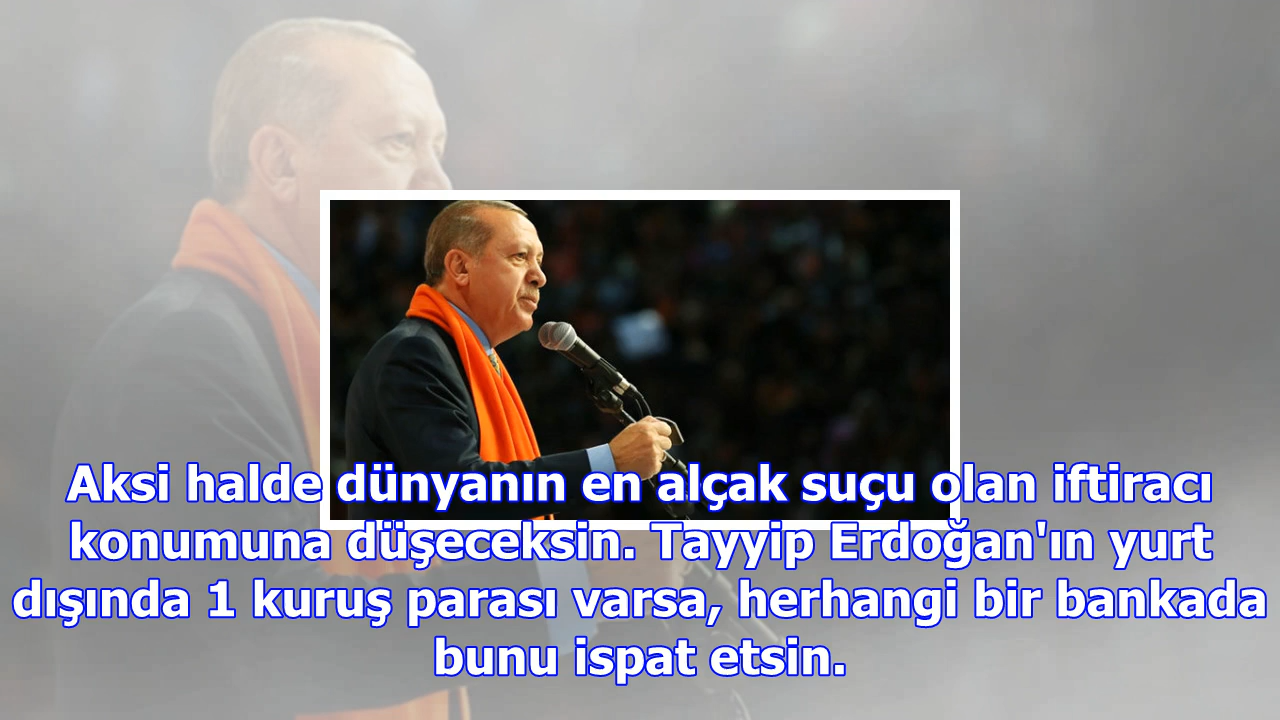 Aksi halde dünyanın en alçak suçu olan iftiracı
konumuna düşeceksin. Tayyip Erdoğan'ın yurt
dışında 1 kuruş parası varsa, herhangi bir bankada
bunu ispat etsin.